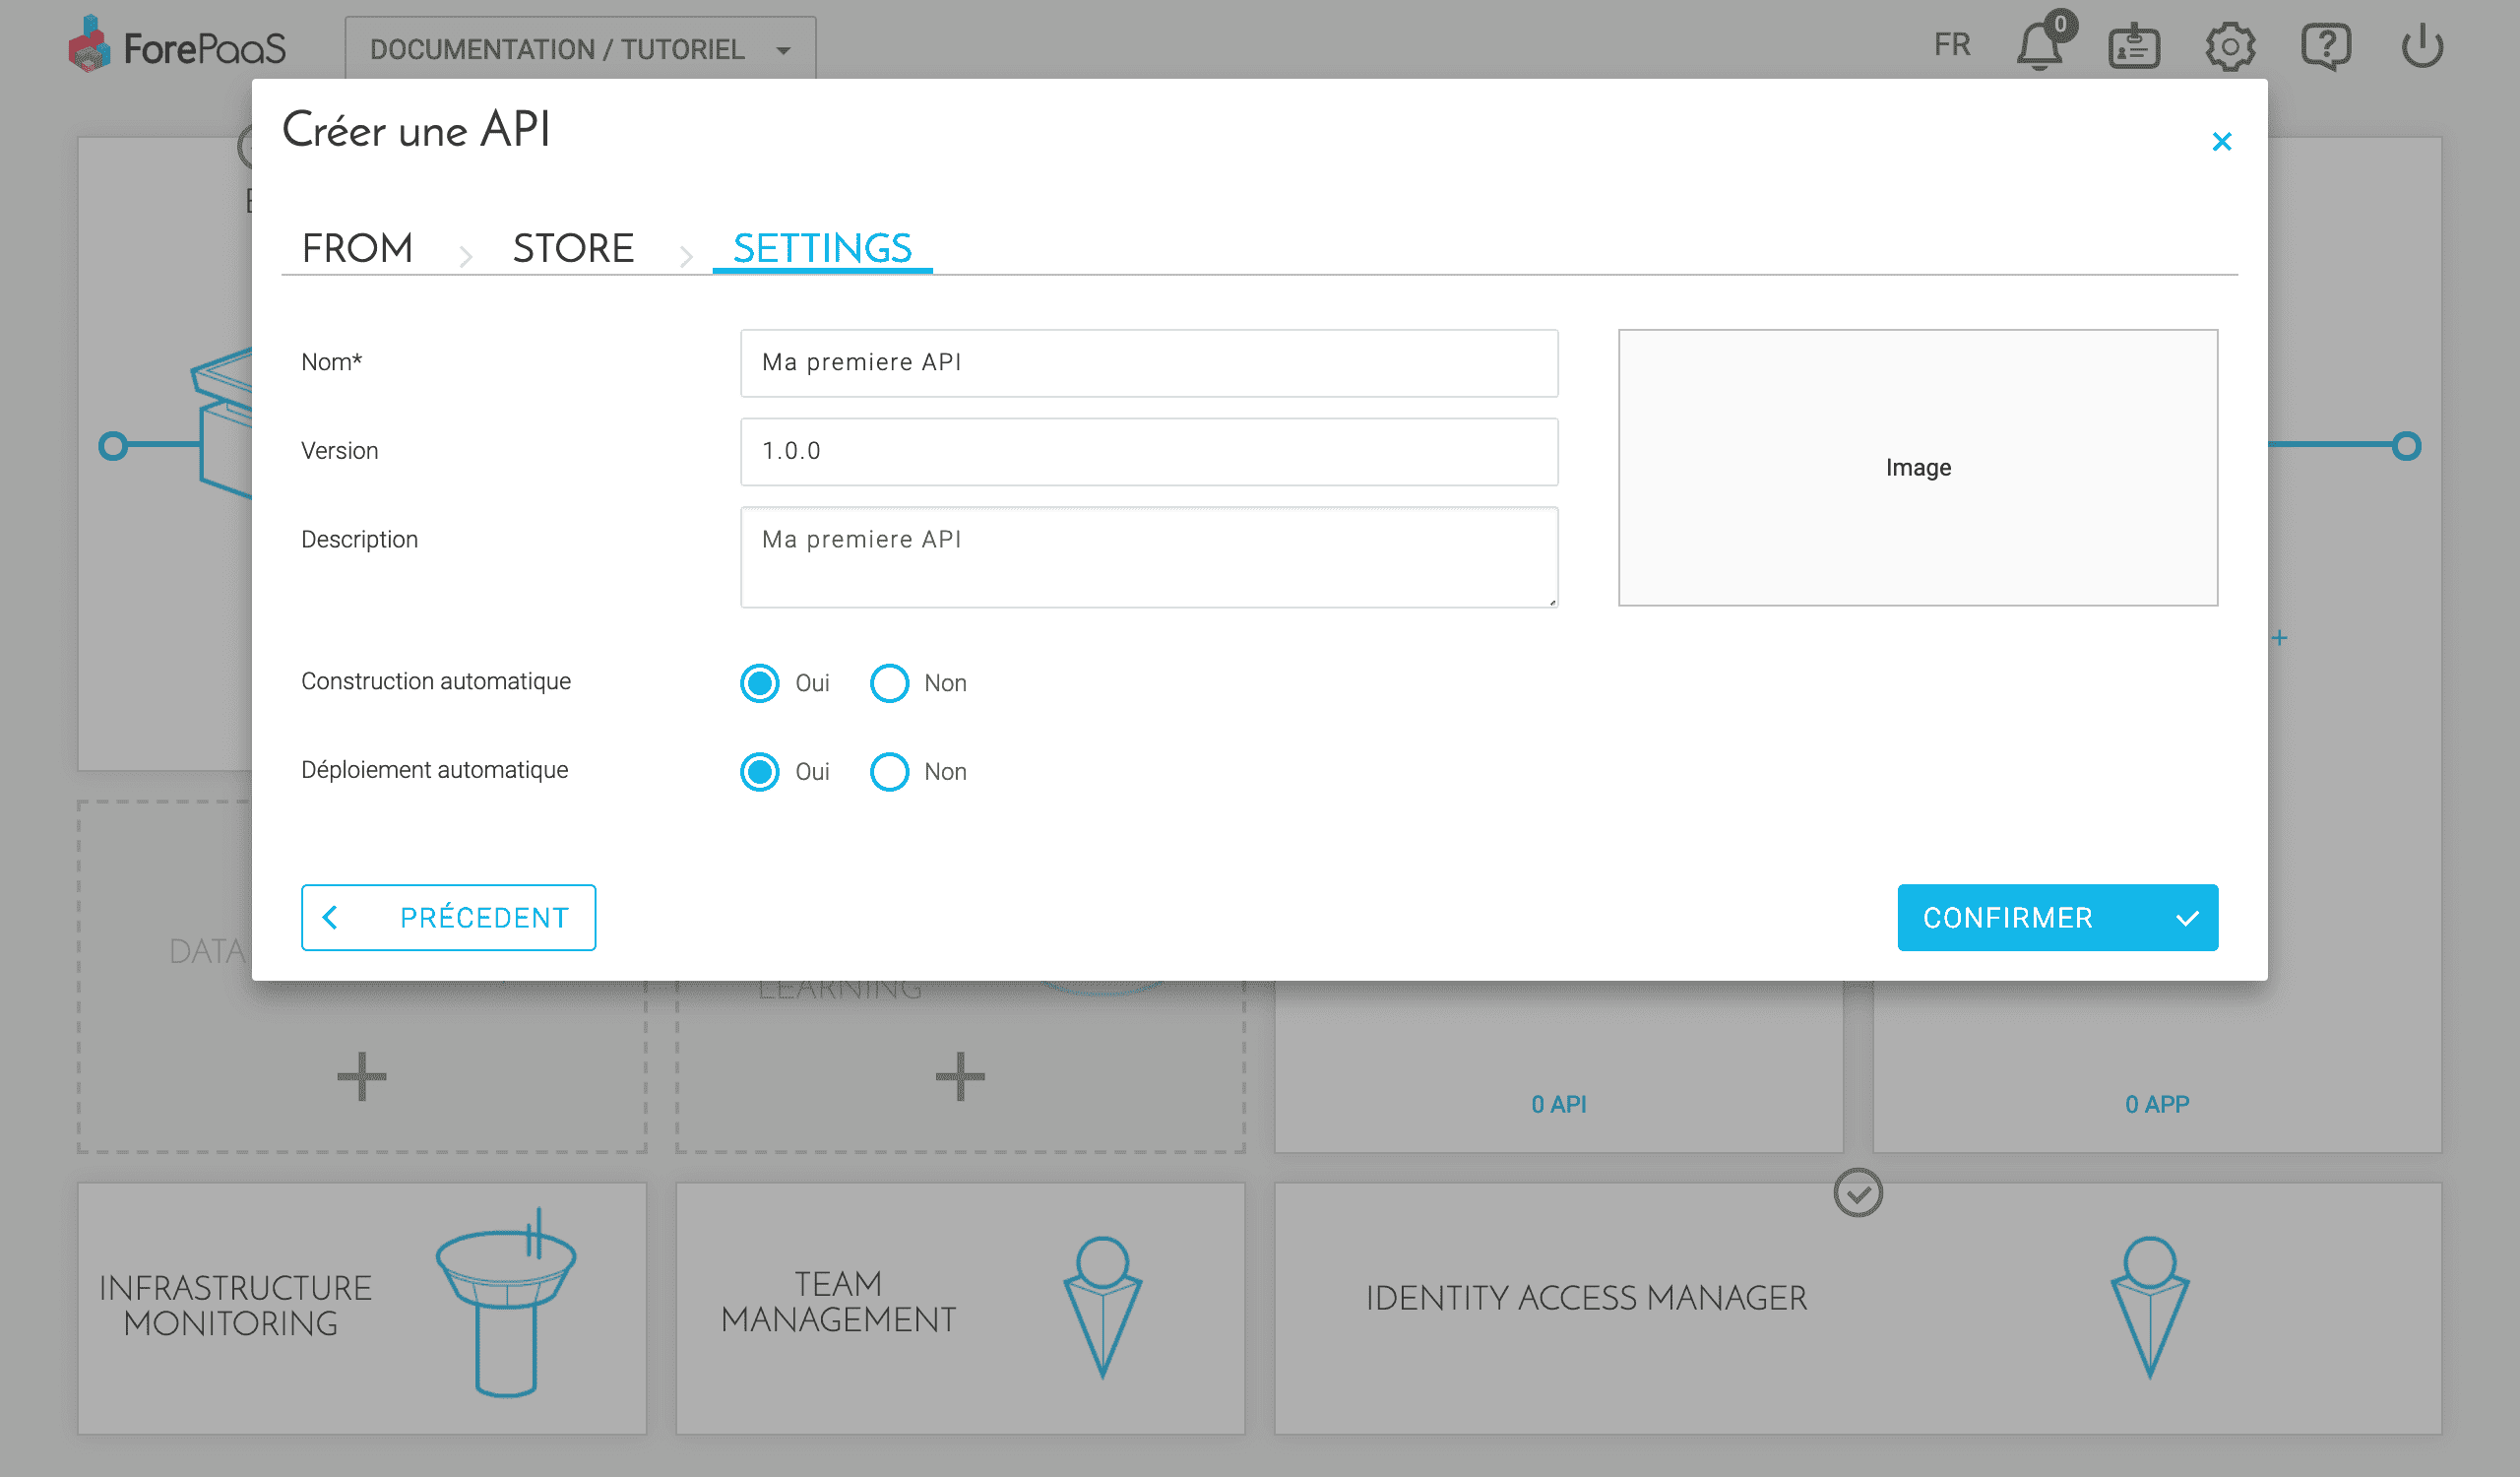 ForePaaS
DOCUMENTATION / TUTORIEL
FR
0
Créer une API
FROM
STORE
SETTINGS
Nom*
Ma premiere API
Version
1.0.0
Description
Ma premiere API
Image
Construction automatique
Oui
Non
Déploiement automatique
Oui
Non
PRÉCEDENT
CONFIRMER
DATA
LEARNING
0 API
0 APP
INFRASTRUCTURE
MONITORING
TEAM
MANAGEMENT
IDENTITY ACCESS MANAGER